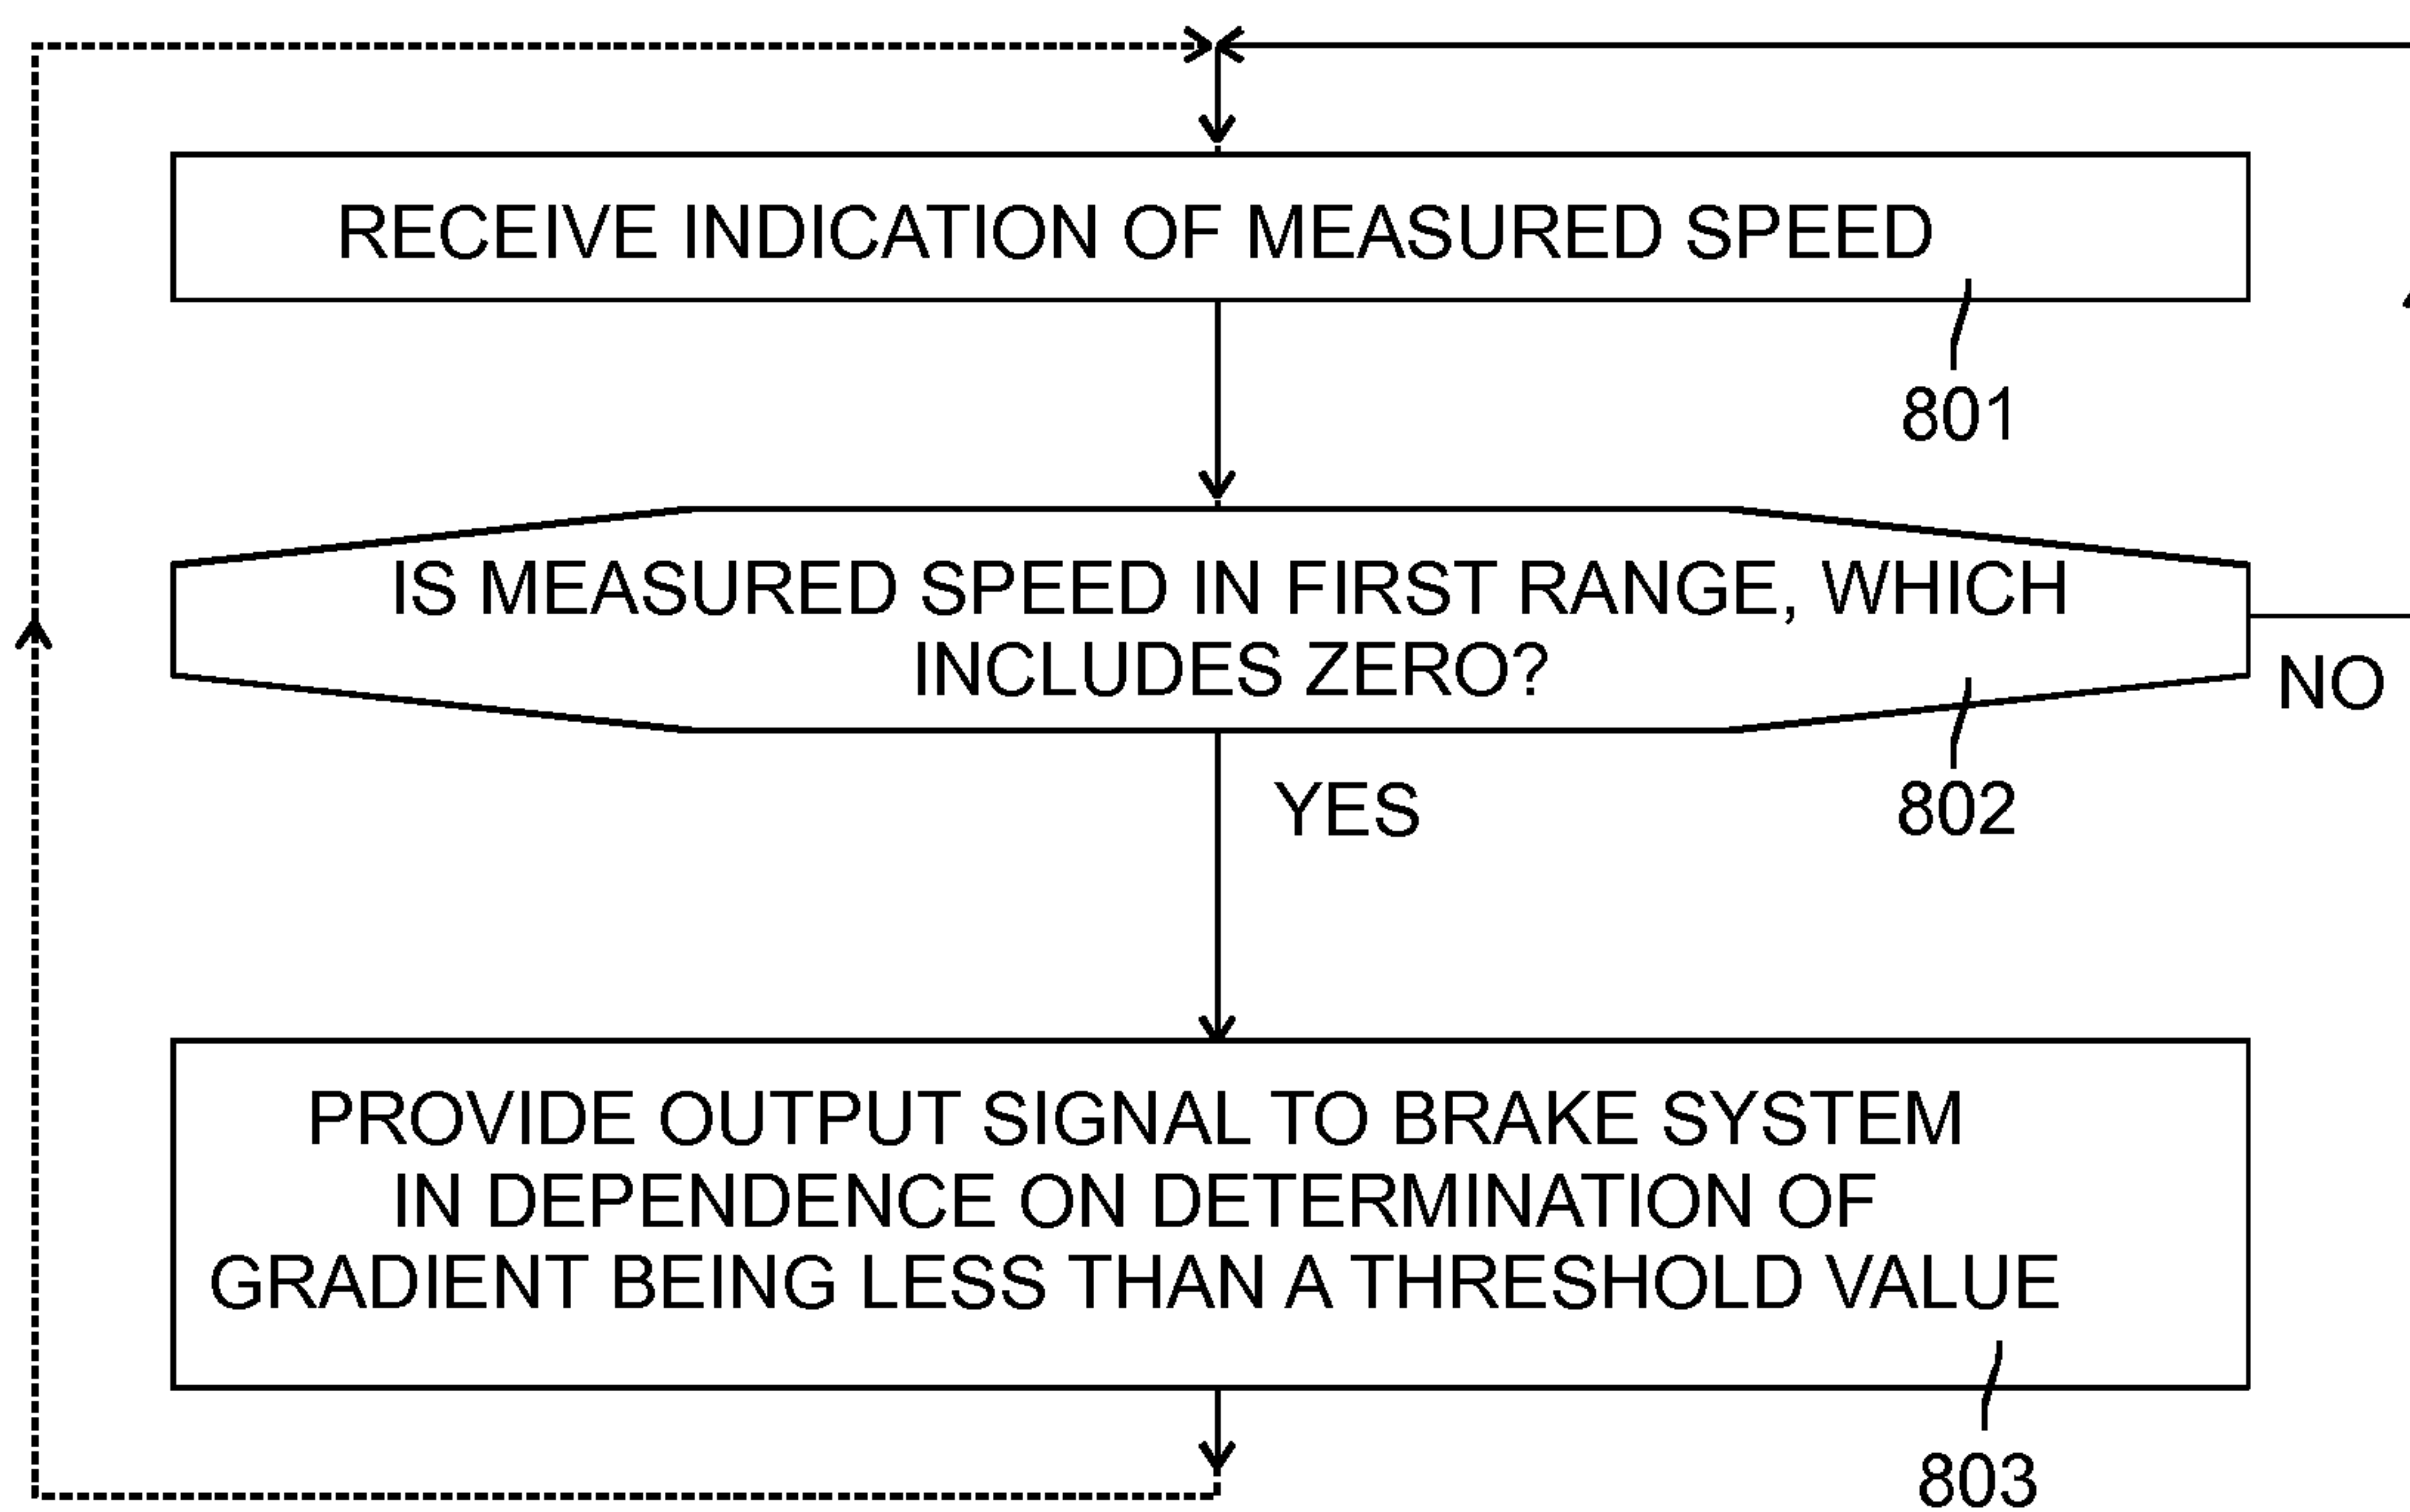 RECEIVE INDICATION OF MEASURED SPEED
801
IS MEASURED SPEED IN FIRST RANGE, WHICH
INCLUDES ZERO?
NO
YES
802
PROVIDE OUTPUT SIGNAL TO BRAKE SYSTEM
IN DEPENDENCE ON DETERMINATION OF
GRADIENT BEING LESS THAN A THRESHOLD VALUE
803